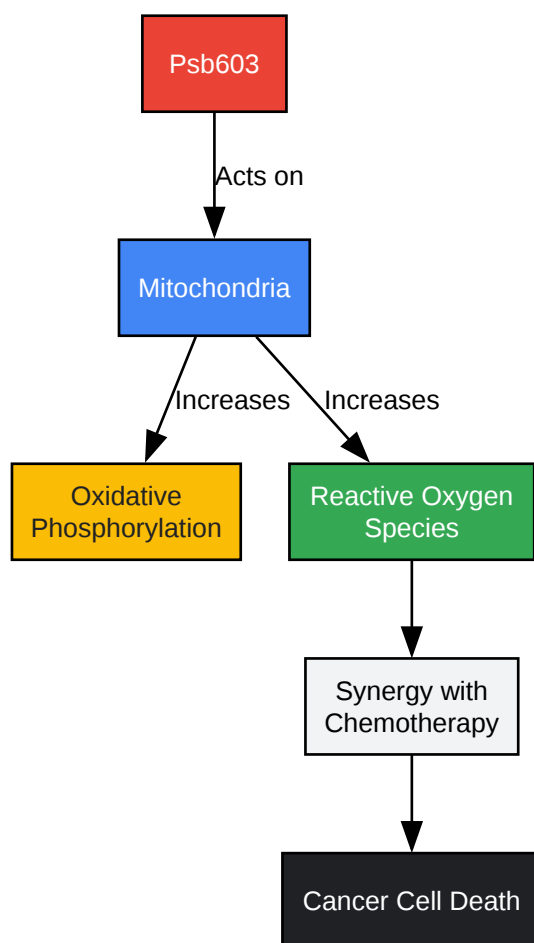 Psb603
Acts on
Mitochondria
Increases
Increases
Oxidative
Phosphorylation
Reactive Oxygen
Species
Synergy with
Chemotherapy
Cancer Cell Death